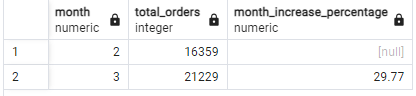 month total_orders month_increase_percentage
numeric integer numeric
1 2 16359 [null]
2 3 21229 29.77